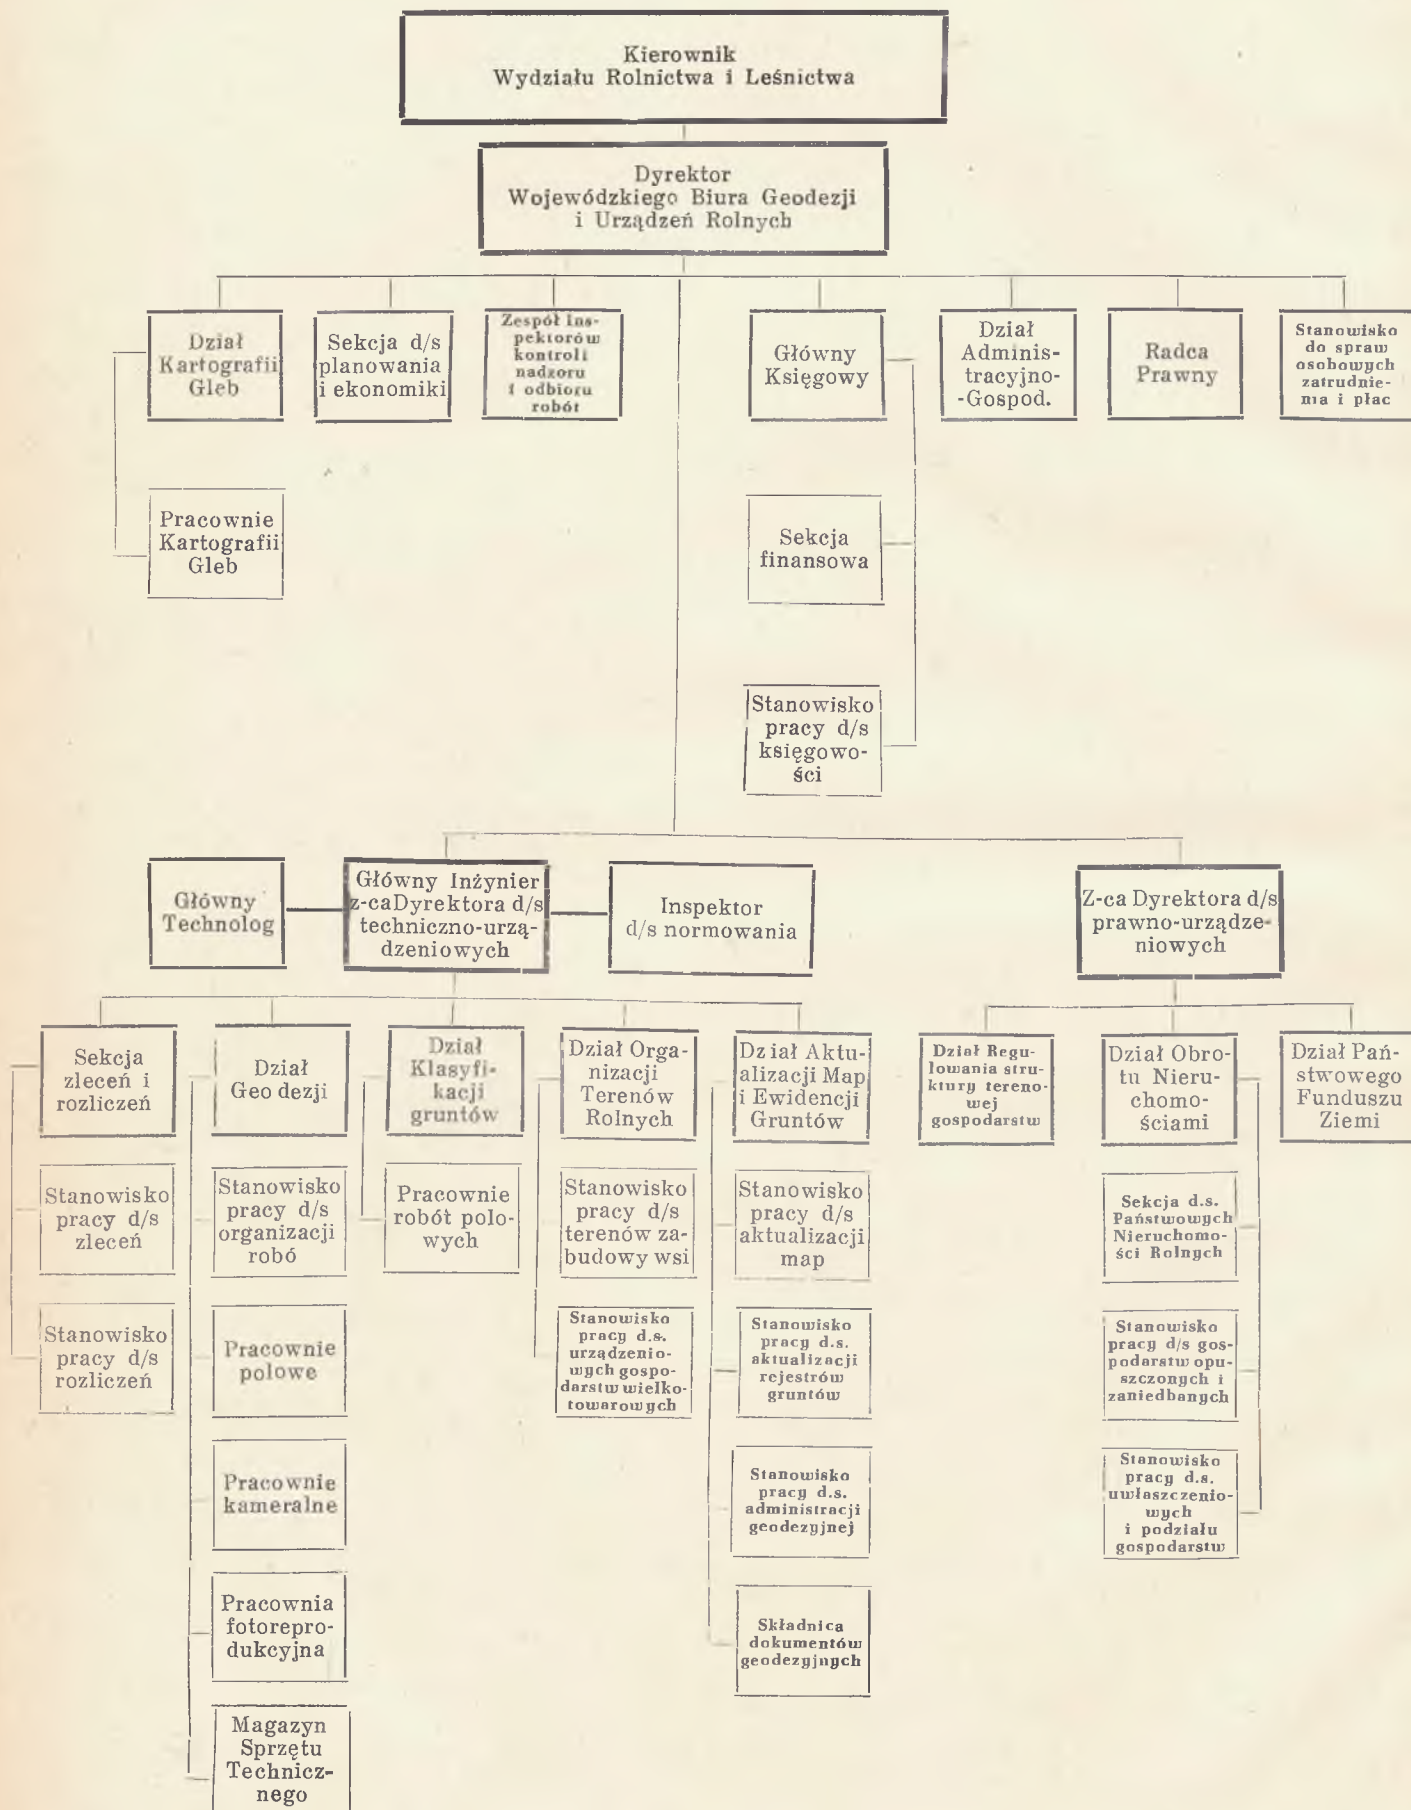 Kierownik
Wydziału Rolnictwa i Leśnictwa
Dyrektor
Wojewódzkiego Biura Geodezji
i Urządzeń Rolnych
Dział
Kartografii
Gleb
Sekcja d/s
planowania
i ekonomiki
Zespół Ins-
pektorów
kontroli
nadzoru
i odbioru
robót
Główny
Księgowy
Dział
Adminis-
tracyjno-
-Gospod.
Radca
Prawny
Stanowisko
do spraw
osobowych
zatrudnie-
nia i płac
Pracownie
Kartografii
Gleb
Sekcja
finansowa
Stanowisko
pracy d/s
księgowo-
ści
Główny
Technolog
Główny Inżynier
z-caDyrektora d/s
techniczno-urzą-
dzeniowych
Inspektor
d/s normowania
Z-ca Dyrektora d/s
prawno-urządze-
niowych
Sekcja
zleceń i
rozliczeń
Dział
Geodezji
Dział
Klasyfi-
kacji
gruntów
Dział Orga-
nizacji
Terenów
Rolnych
Dział Aktu-
alizacji Map
i Ewidencji
Gruntów
Dział Regu-
lowania stru-
ktury tereno-
wej
gospodarstw
Dział Obro-
tu Nieru-
chomo-
ściami
Dział Pań-
stwowego
Funduszu
Ziemi
Stanowisko
pracy d/s
zleceń
Stanowisko
pracy d/s
organizacji
robó
Pracownie
robót polo-
wych
Stanowisko
pracy d/s
terenów za-
budowy wsi
Stanowisko
pracy d/s
aktualizacji
map
Sekcja d.s.
Państwowych
Nieruchomo-
ści Rolnych
Stanowisko
pracy d/s
rozliczeń
Pracownie
polowe
Stanowisko
pracy d.s.
urządzenio-
wych gospo-
darstw wielko-
towarowych
Stanowisko
pracy d.s.
aktualizacji
rejestrów
gruntów
Stanowisko
pracy d/s gos-
podarstw opu-
szczonych i
zaniedbanych
Pracownie
kameralne
Stanowisko
pracy d.s.
administracji
geodezyjnej
Stanowisko
pracy d.s.
uwłaszczenio-
wych
i podziału
gospodarstw
Pracownia
fotorepro-
dukcyjna
Składnica
dokumentów
geodezyjnych
Magazyn
Sprzętu
Technicz-
nego